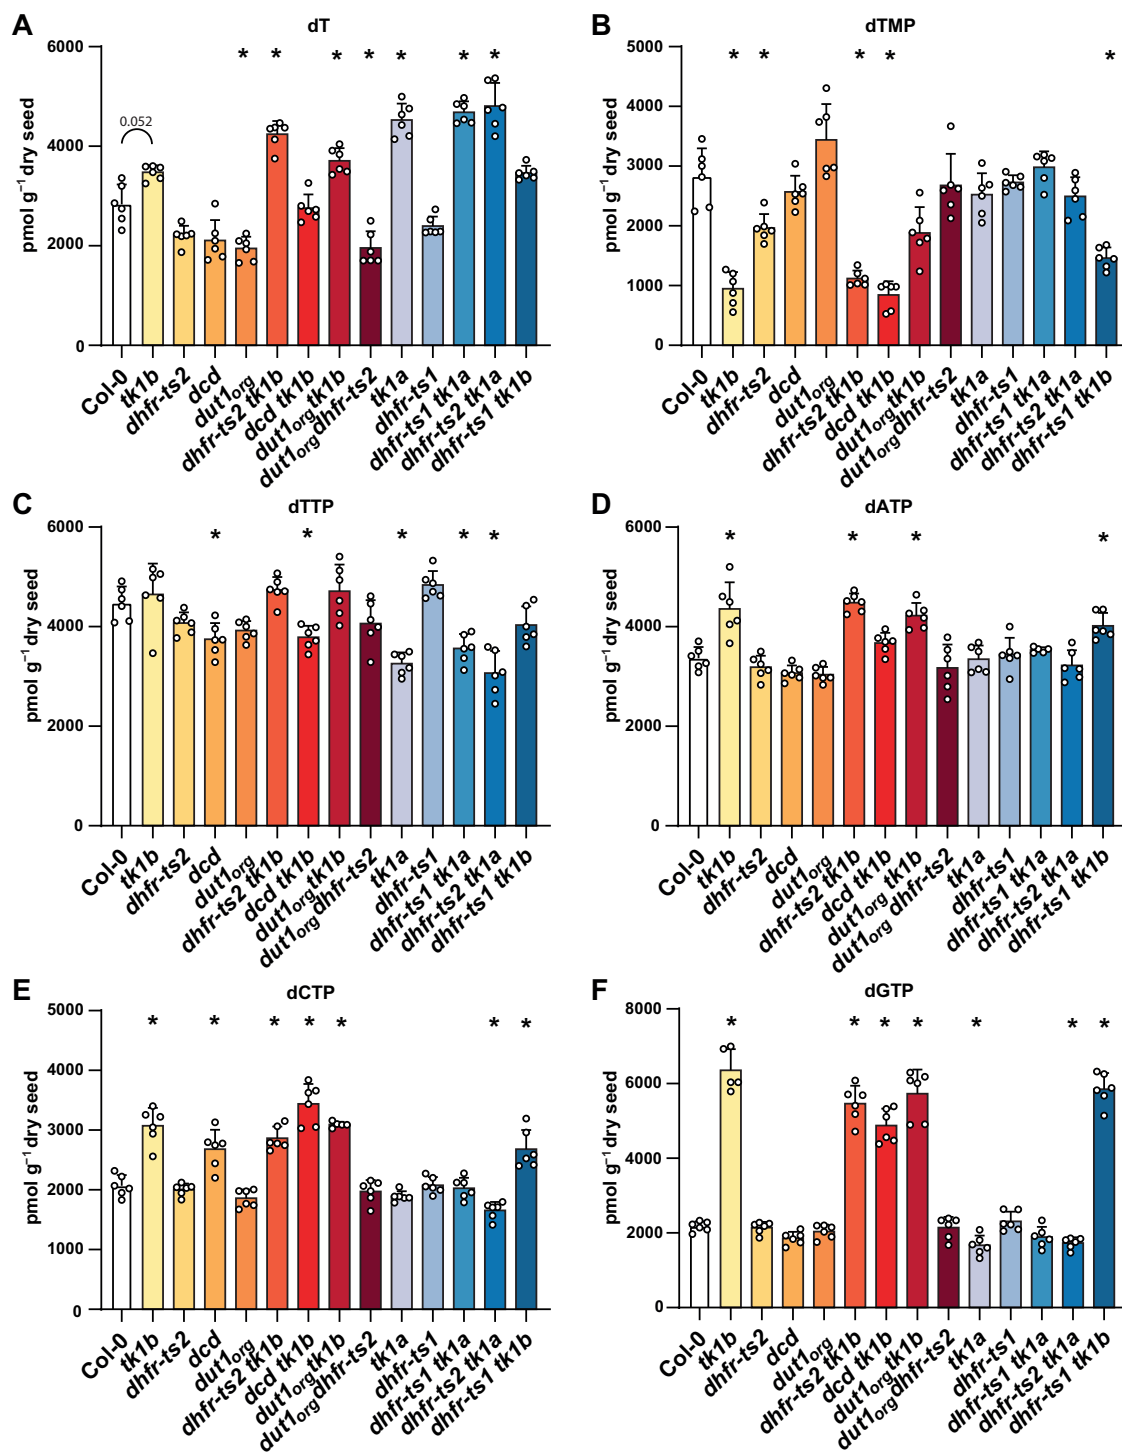 A
dT
pmol g⁻¹ dry seed
6000
4000
2000
0
0.052
* * * * * * *
Col-0
tk1b
dhfr-ts2
dcd
dut1org
dhfr-ts2 tk1b
dcd tk1b
dut1org tk1b
dut1org dhfr-ts2
tk1a
dhfr-ts1
dhfr-ts1 tk1a
dhfr-ts2 tk1a
dhfr-ts1 tk1b
B
dTMP
pmol g⁻¹ dry seed
5000
4000
3000
2000
1000
0
* * * * *
Col-0
tk1b
dhfr-ts2
dcd
dut1org
dhfr-ts2 tk1b
dcd tk1b
dut1org tk1b
dut1org dhfr-ts2
tk1a
dhfr-ts1
dhfr-ts1 tk1a
dhfr-ts2 tk1a
dhfr-ts1 tk1b
C
dTTP
pmol g⁻¹ dry seed
6000
4000
2000
0
* * * * *
Col-0
tk1b
dhfr-ts2
dcd
dut1org
dhfr-ts2 tk1b
dcd tk1b
dut1org tk1b
dut1org dhfr-ts2
tk1a
dhfr-ts1
dhfr-ts1 tk1a
dhfr-ts2 tk1a
dhfr-ts1 tk1b
D
dATP
pmol g⁻¹ dry seed
6000
4000
2000
0
* * * *
Col-0
tk1b
dhfr-ts2
dcd
dut1org
dhfr-ts2 tk1b
dcd tk1b
dut1org tk1b
dut1org dhfr-ts2
tk1a
dhfr-ts1
dhfr-ts1 tk1a
dhfr-ts2 tk1a
dhfr-ts1 tk1b
E
dCTP
pmol g⁻¹ dry seed
5000
4000
3000
2000
1000
0
* * * * * * *
Col-0
tk1b
dhfr-ts2
dcd
dut1org
dhfr-ts2 tk1b
dcd tk1b
dut1org tk1b
dut1org dhfr-ts2
tk1a
dhfr-ts1
dhfr-ts1 tk1a
dhfr-ts2 tk1a
dhfr-ts1 tk1b
F
dGTP
pmol g⁻¹ dry seed
8000
6000
4000
2000
0
* * * * * * *
Col-0
tk1b
dhfr-ts2
dcd
dut1org
dhfr-ts2 tk1b
dcd tk1b
dut1org tk1b
dut1org dhfr-ts2
tk1a
dhfr-ts1
dhfr-ts1 tk1a
dhfr-ts2 tk1a
dhfr-ts1 tk1b